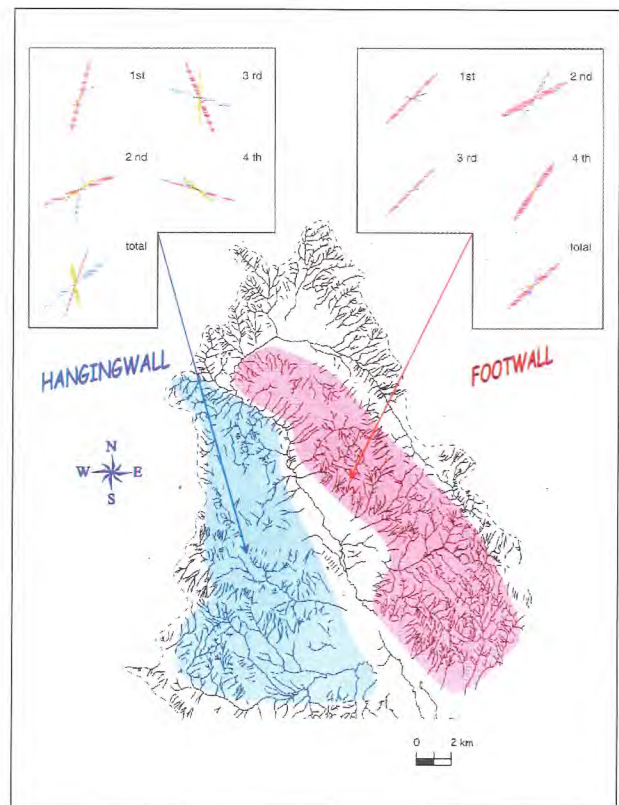 1st
3 rd
2 nd
4 th
total
1st
2 nd
3 rd
4 th
total
HANGINGWALL
FOOTWALL
N
W
E
S
0 2 km